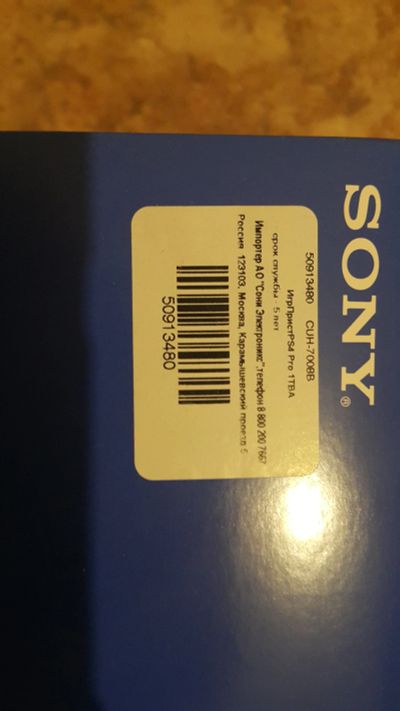 SONY®
50913480 CUH-7008B
ИгрПристPS4 Pro 1TBA
срок службы - 5 лет
Импортер АО "Сони Электроникс",телефон 8 800 200 7667
Россия, 123103, Москва, Карамышевский проезд 6
50913480